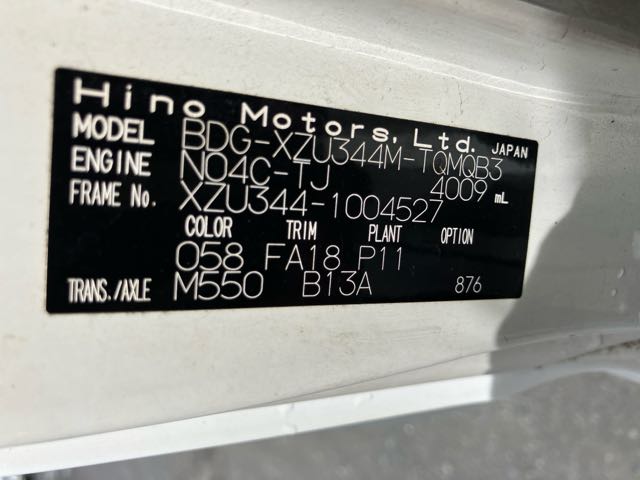 Hino Motors, Ltd. JAPAN
MODEL BDG-XZU344M-TQMQB3
ENGINE N04C-TJ 4009 mL
FRAME No. XZU344-1004527
COLOR TRIM PLANT OPTION
058 FA18 P11
TRANS./AXLE M550 B13A 876